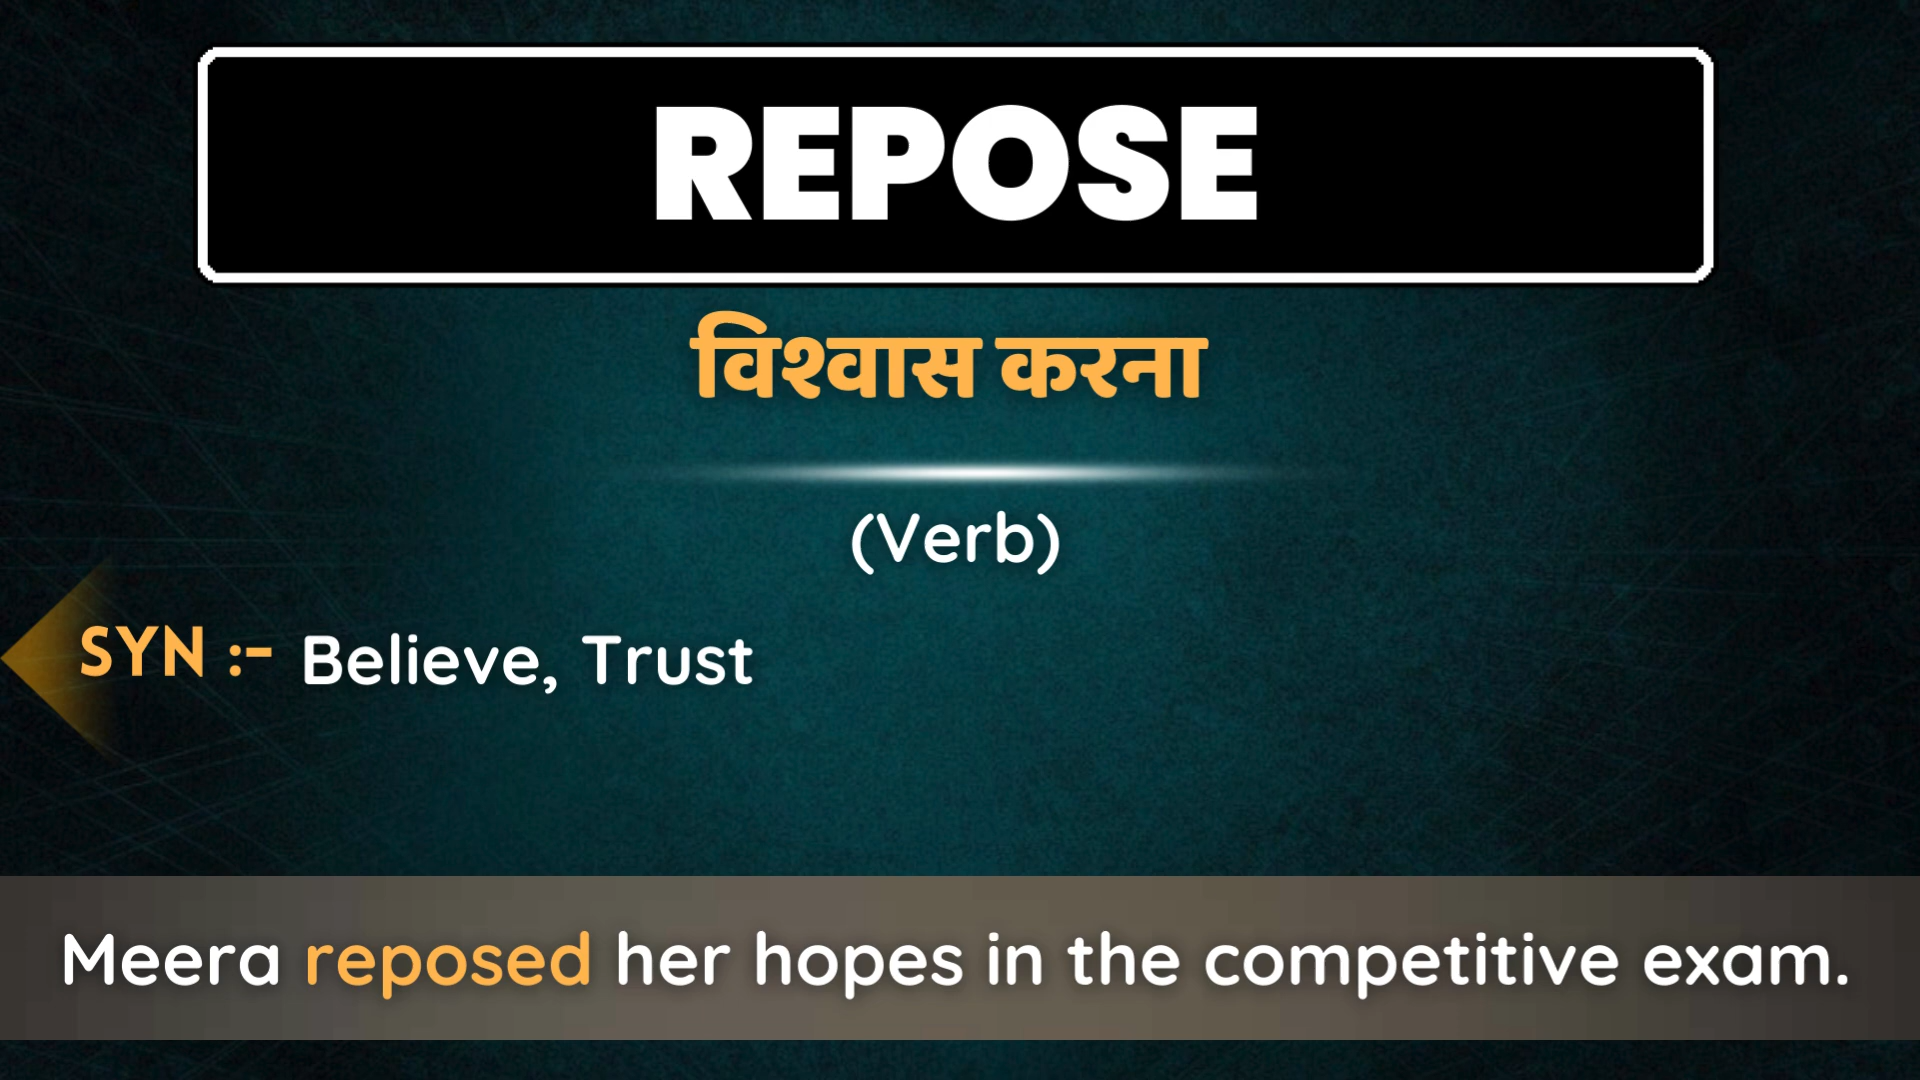 REPOSE
विश्वास करना
(Verb)
SYN :- Believe, Trust
Meera reposed her hopes in the competitive exam.